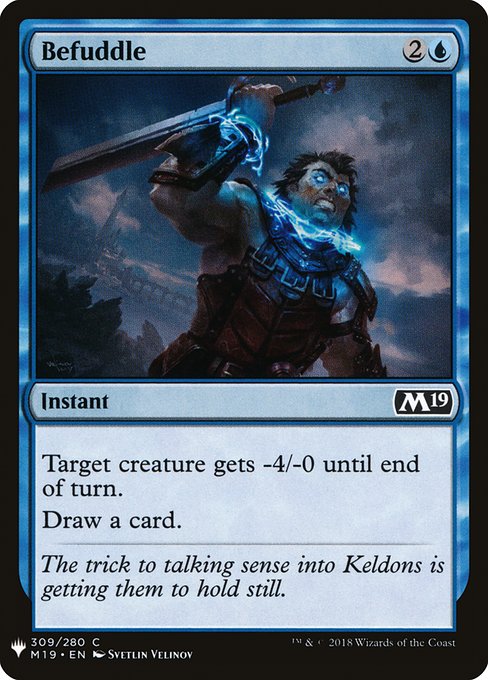 Befuddle 2
Instant M19
Target creature gets -4/-0 until end
of turn.
Draw a card.
The trick to talking sense into Keldons is
getting them to hold still.
309/280 C ™ & © 2018 Wizards of the Coast
M19 • EN Svetlin Velinov